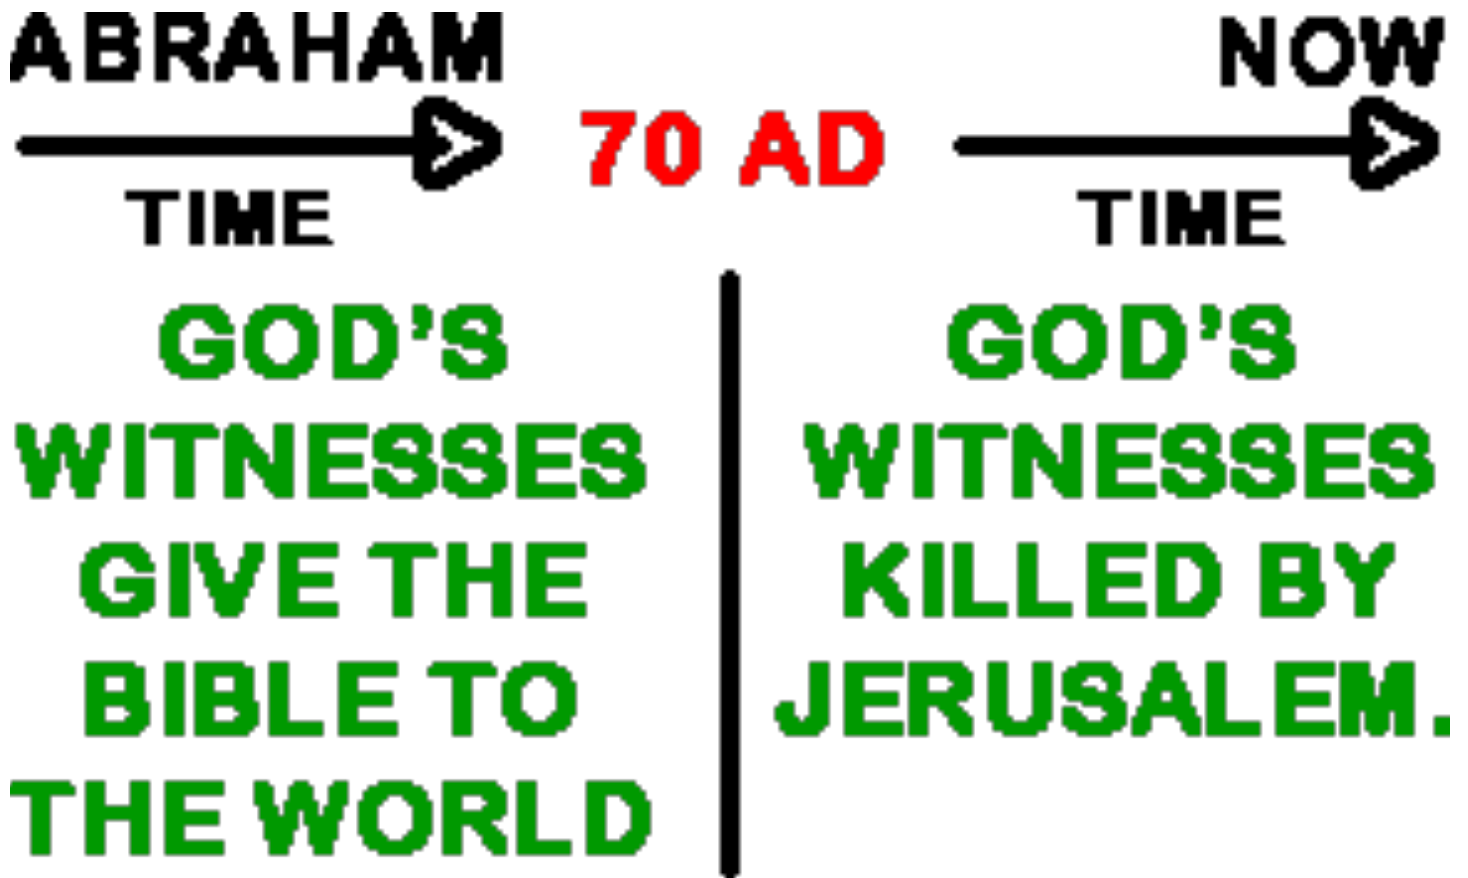 ABRAHAM
NOW
70 AD
TIME
TIME
GOD'S
WITNESSES
GIVE THE
BIBLE TO
THE WORLD
GOD'S
WITNESSES
KILLED BY
JERUSALEM.